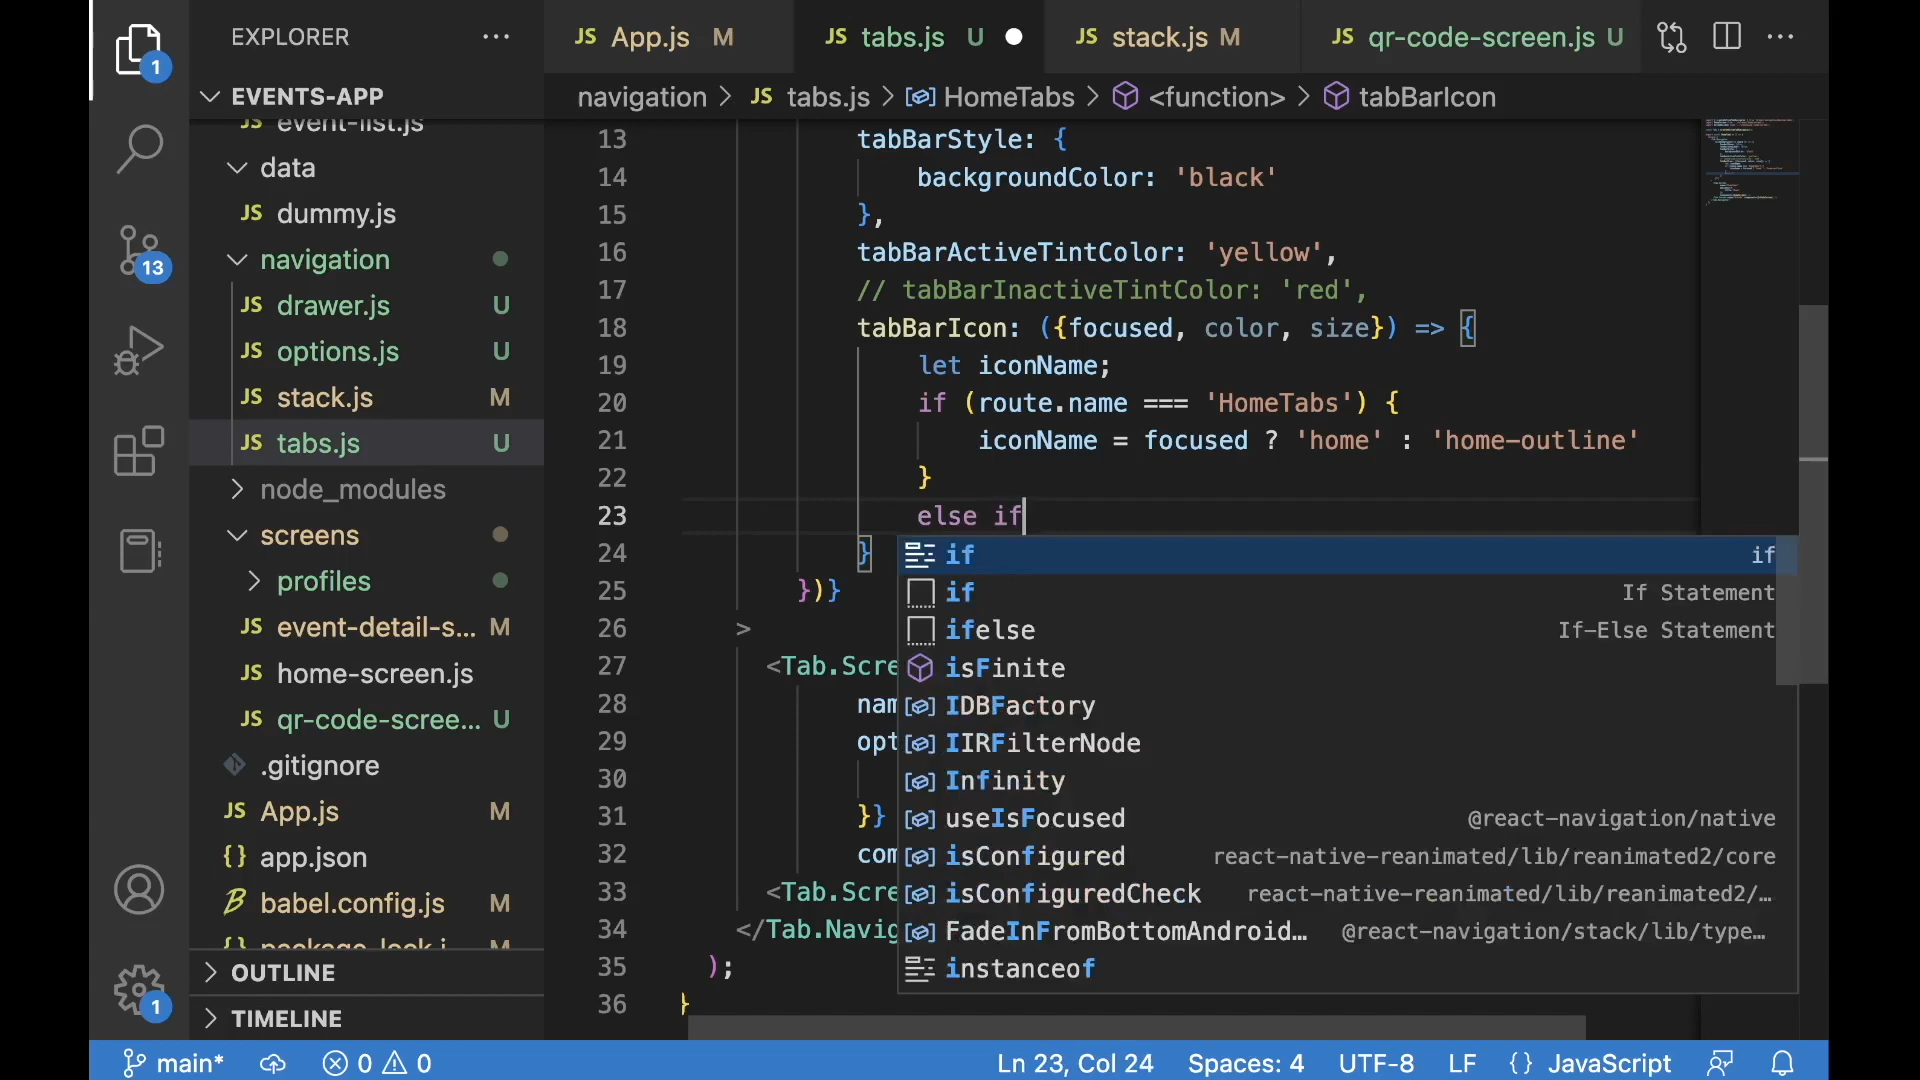 EXPLORER
1
EVENTS-APP
JS event-list.js
data
JS dummy.js
13
navigation
JS drawer.js U
JS options.js U
JS stack.js M
JS tabs.js U
node_modules
screens
profiles
JS event-detail-s... M
JS home-screen.js
JS qr-code-scree... U
.gitignore
JS App.js M
{} app.json
babel.config.js M
{} package-lock.j M
1
OUTLINE
TIMELINE
JS App.js M
JS tabs.js U
JS stack.js M
JS qr-code-screen.js U
navigation > JS tabs.js > HomeTabs > <function> > tabBarIcon
13 tabBarStyle: {
14 backgroundColor: 'black'
15 },
16 tabBarActiveTintColor: 'yellow',
17 // tabBarInactiveTintColor: 'red',
18 tabBarIcon: ({focused, color, size}) => {
19 let iconName;
20 if (route.name === 'HomeTabs') {
21 iconName = focused ? 'home' : 'home-outline'
22 }
23 else if
24 }
25 })}
26 >
27 <Tab.Scre
28 nam
29 opt
30
31 }}
32 com
33 <Tab.Scre
34 </Tab.Navig
35 );
36 }
if if
if If Statement
ifelse If-Else Statement
isFinite
IDBFactory
IIRFilterNode
Infinity
useIsFocused @react-navigation/native
isConfigured react-native-reanimated/lib/reanimated2/core
isConfiguredCheck react-native-reanimated/lib/reanimated2/…
FadeInFromBottomAndroid… @react-navigation/stack/lib/type…
instanceof
main* 0 0
Ln 23, Col 24 Spaces: 4 UTF-8 LF {} JavaScript